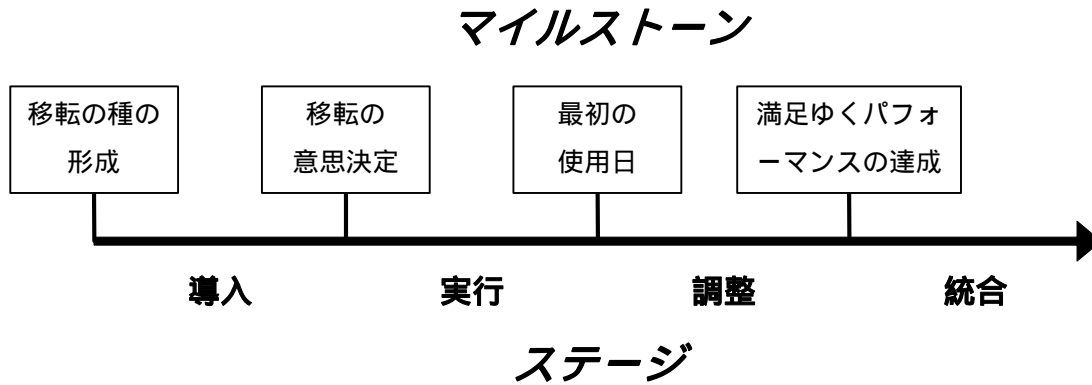 マイルストーン
移転の種の
形成
移転の
意思決定
最初の
使用日
満足ゆくパフォ
ーマンスの達成
導入
実行
調整
統合
ステージ